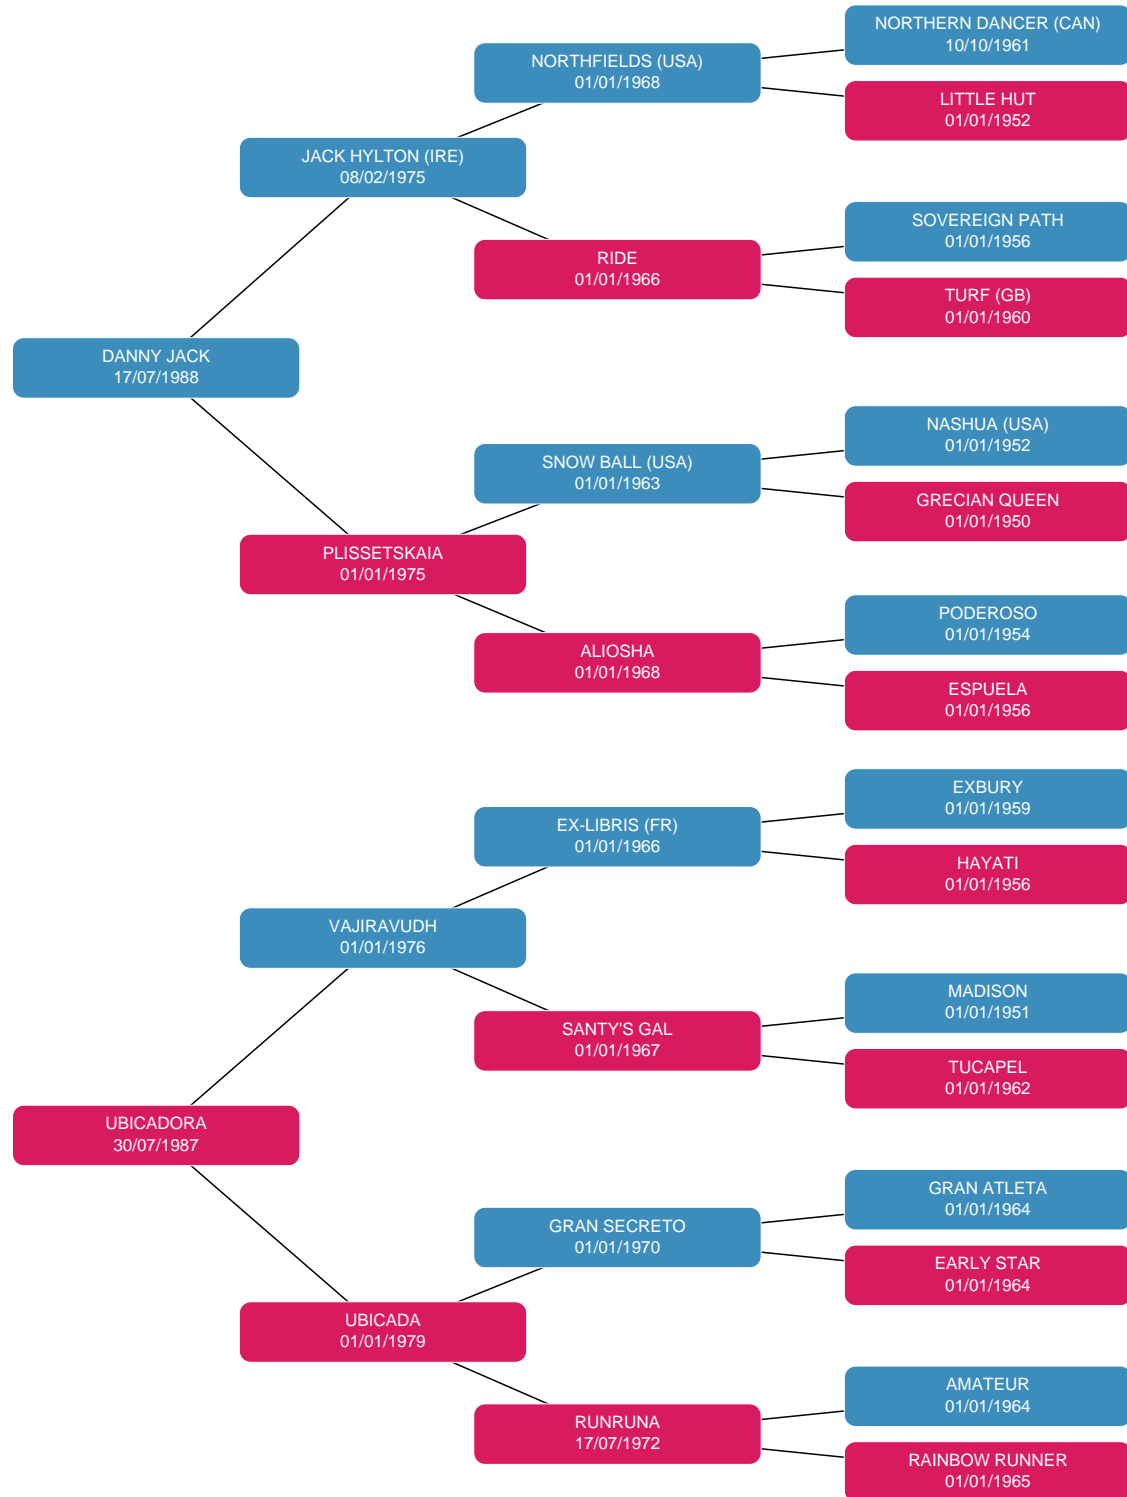 NORTHERN DANCER (CAN)
10/10/1961
NORTHFIELDS (USA)
01/01/1968
LITTLE HUT
01/01/1952
JACK HYLTON (IRE)
08/02/1975
SOVEREIGN PATH
01/01/1956
RIDE
01/01/1966
TURF (GB)
01/01/1960
DANNY JACK
17/07/1988
NASHUA (USA)
01/01/1952
SNOW BALL (USA)
01/01/1963
GRECIAN QUEEN
01/01/1950
PLISSETSKAIA
01/01/1975
PODEROSO
01/01/1954
ALIOSHA
01/01/1968
ESPUELA
01/01/1956
EXBURY
01/01/1959
EX-LIBRIS (FR)
01/01/1966
HAYATI
01/01/1956
VAJIRAVUDH
01/01/1976
MADISON
01/01/1951
SANTY'S GAL
01/01/1967
TUCAPEL
01/01/1962
UBICADORA
30/07/1987
GRAN ATLETA
01/01/1964
GRAN SECRETO
01/01/1970
EARLY STAR
01/01/1964
UBICADA
01/01/1979
AMATEUR
01/01/1964
RUNRUNA
17/07/1972
RAINBOW RUNNER
01/01/1965